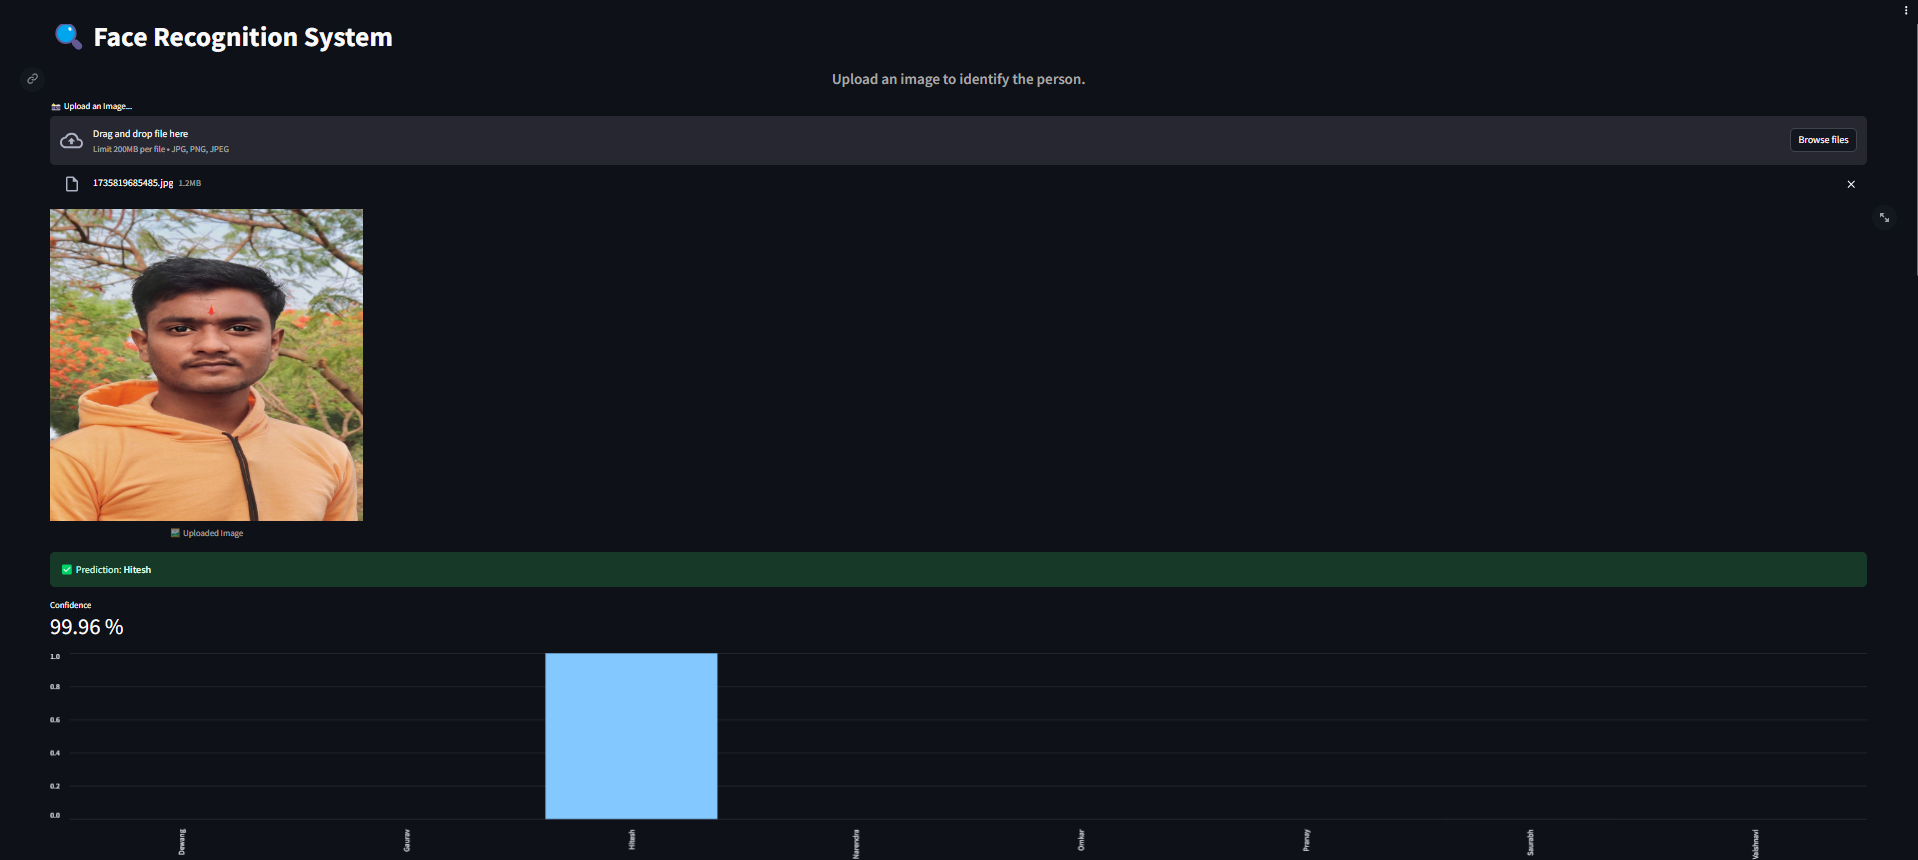 Face Recognition System
Upload an image to identify the person.
Upload an Image...
Drag and drop file here
Limit 200MB per file • JPG, PNG, JPEG
Browse files
1735819685485.jpg 1.2MB
Uploaded Image
Prediction: Hitesh
Confidence
99.96 %
1.0
0.8
0.6
0.4
0.2
0.0
Dewang
Gaurav
Hitesh
Narendra
Omkar
Pranay
Saurabh
Vaishnavi